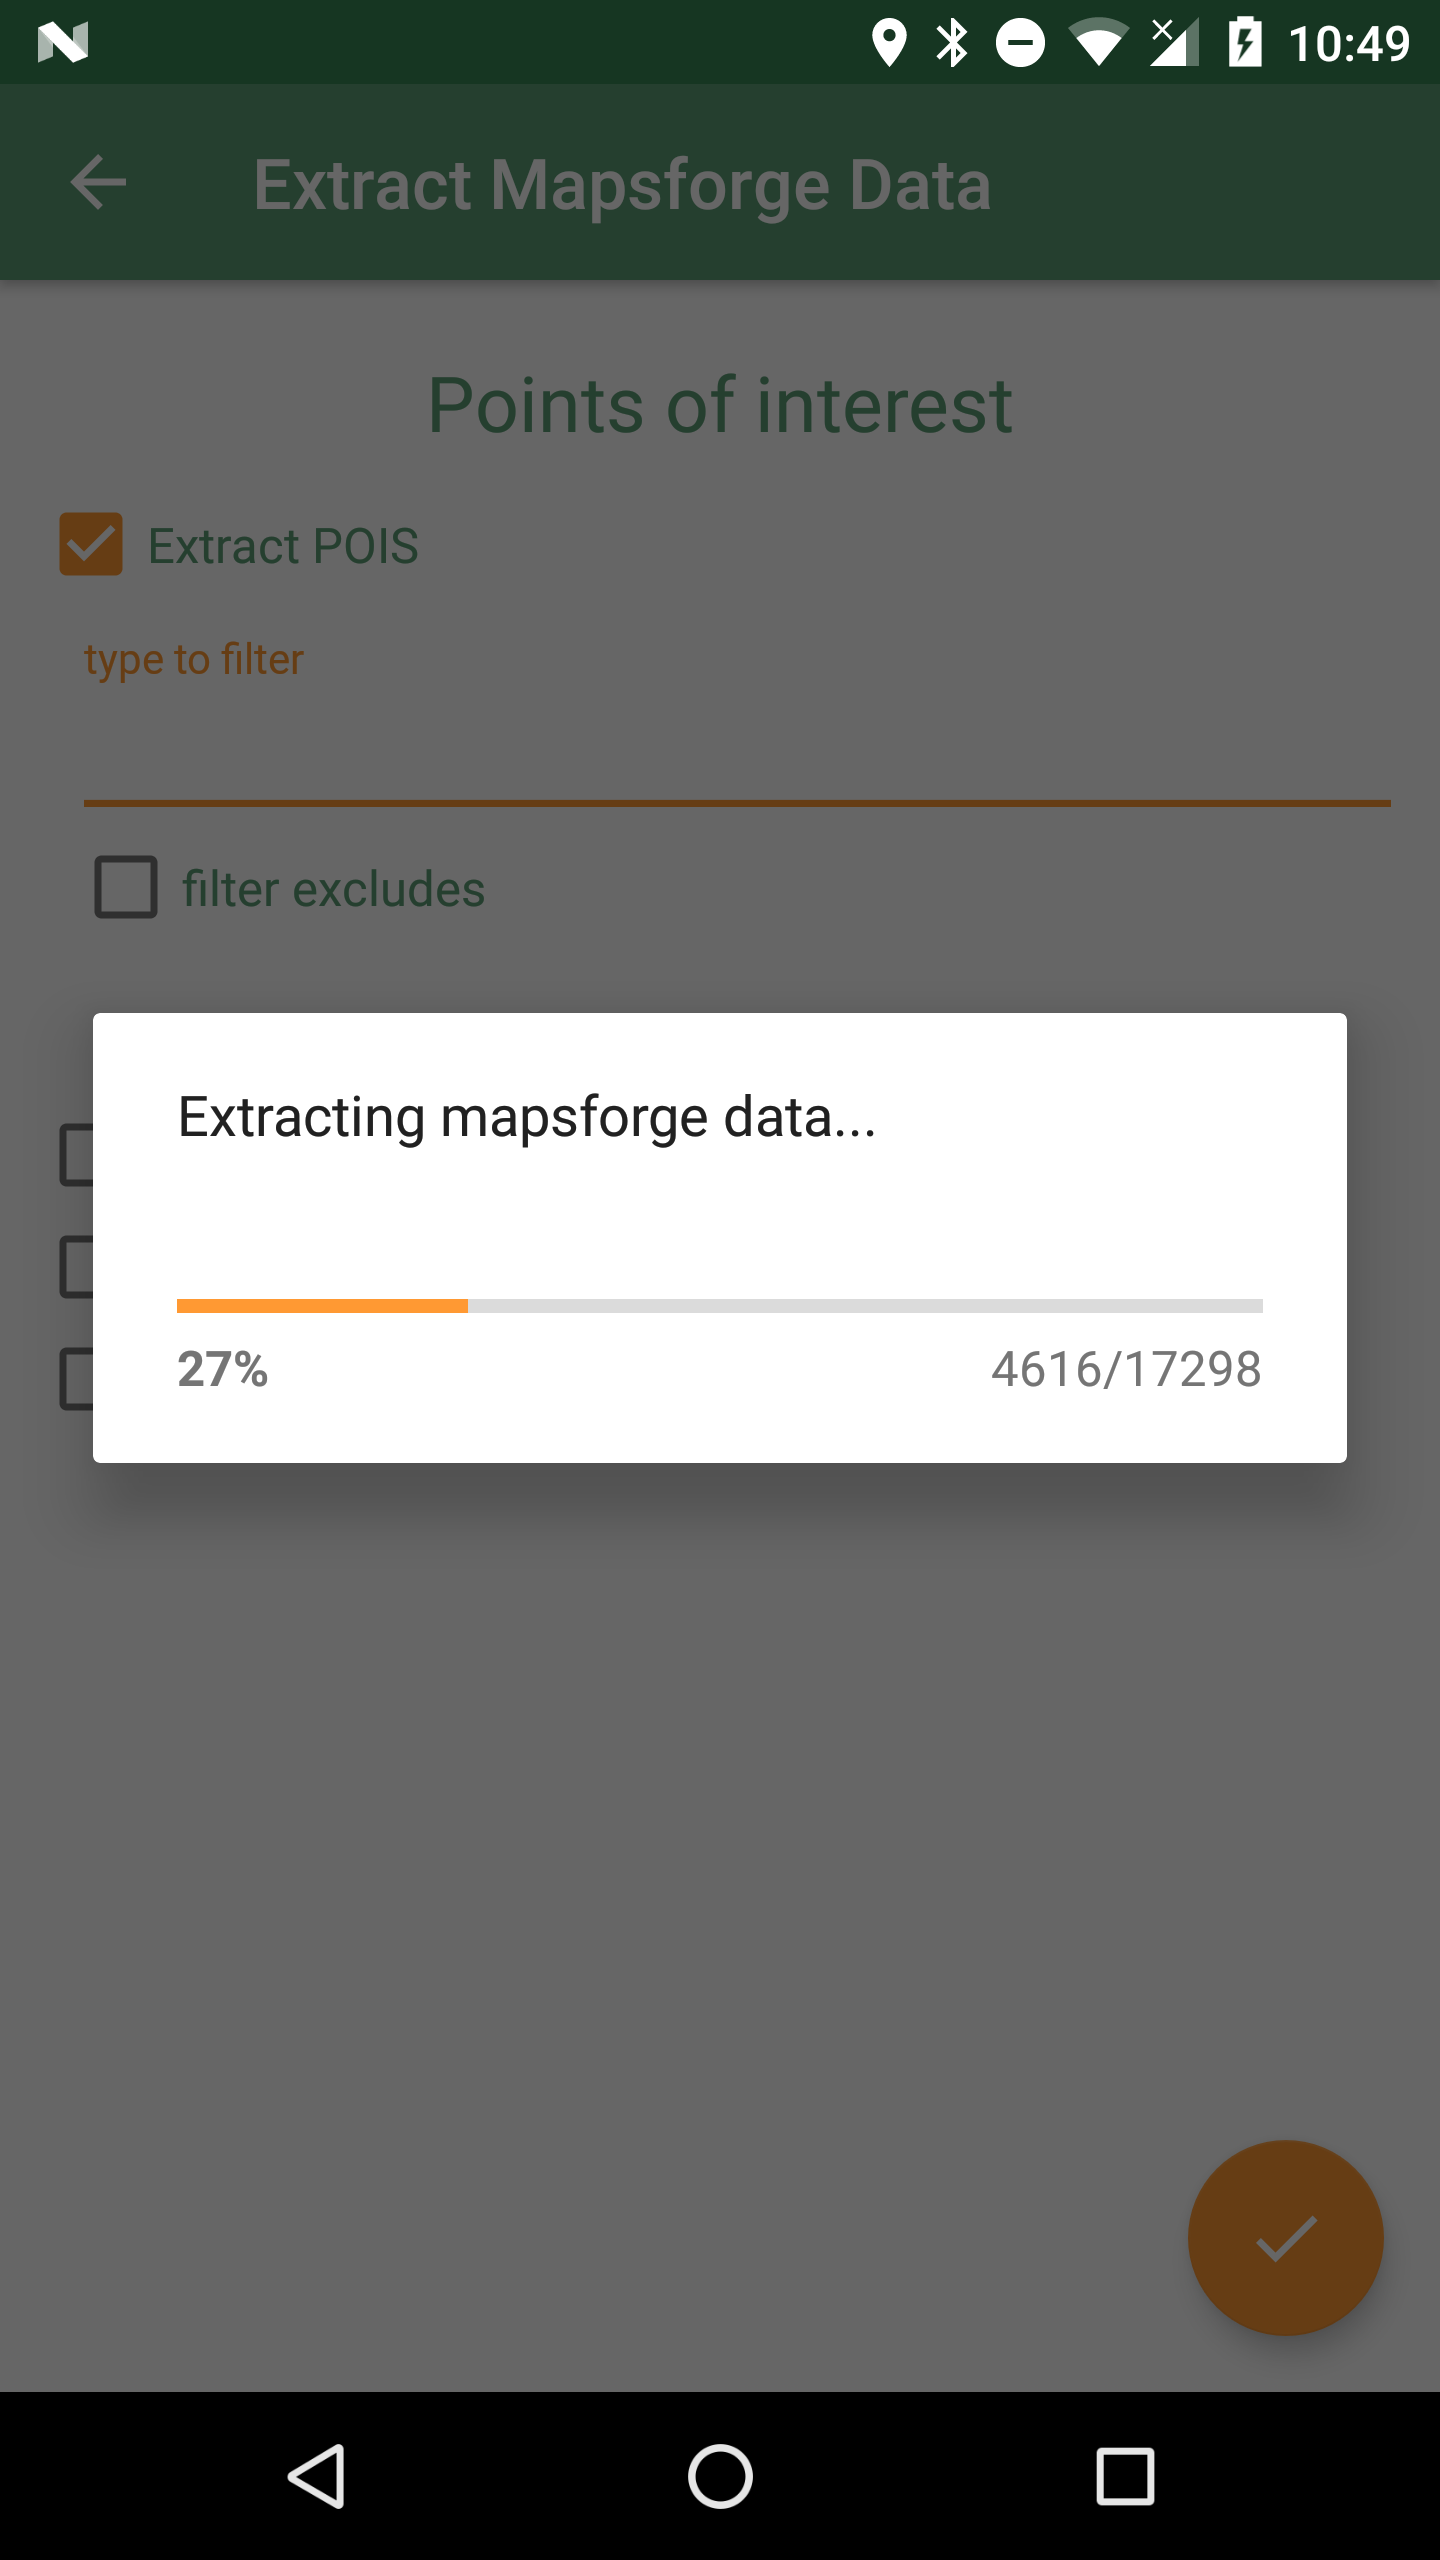 10:49
Extract Mapsforge Data
Points of interest
Extract POIS
type to filter
filter excludes
Extracting mapsforge data...
27% 4616/17298